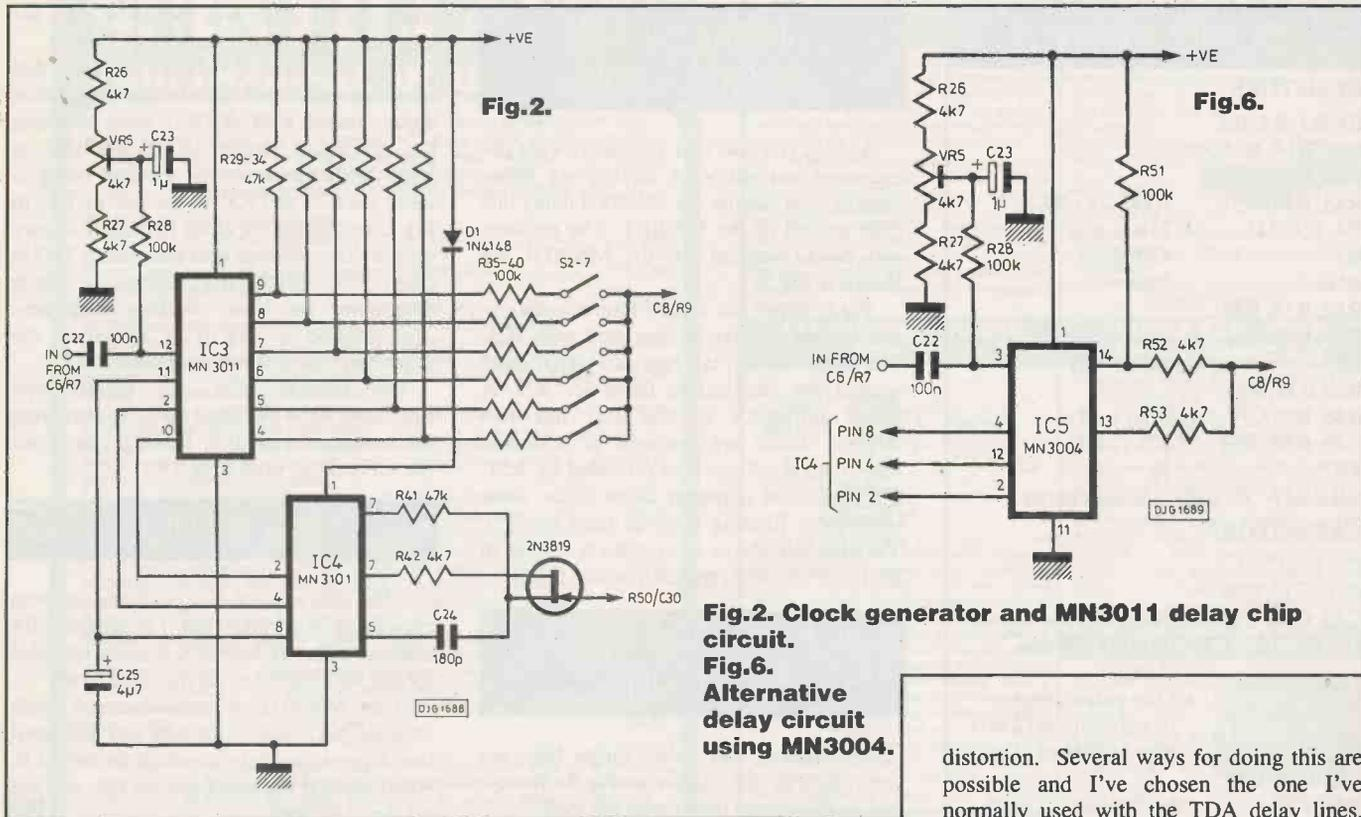 Fig.2.
+VE
R26
4k7
VR5
4k7
C23
+
1μ
R27
4k7
R28
100k
R29-34
47k
D1
1N4148
R35-40
100k
S2-7
C8/R9
C22
100n
IN
FROM
C6/R7
1
9
8
7
6
5
4
12
11
2
10
3
IC3
MN 3011
1
7
R41 47k
IC4
MN 3101
2
7
R42 4k7
2N3819
R50/C30
4
8
5
C24
180p
3
+
C25
4μ7
DJG1688
Fig.6.
+VE
R26
4k7
VR5
4k7
C23
+
1μ
R27
4k7
R28
100k
R51
100k
IN FROM
C6/R7
C22
100n
1
3
14
R52 4k7
C8/R9
IC5
MN3004
4
13
R53 4k7
12
2
11
IC4
PIN 8
PIN 4
PIN 2
DJG1689
Fig.2. Clock generator and MN3011 delay chip
circuit.
Fig.6.
Alternative
delay circuit
using MN3004.
distortion. Several ways for doing this are
possible and I've chosen the one I've
normally used with the TDA delay lines,